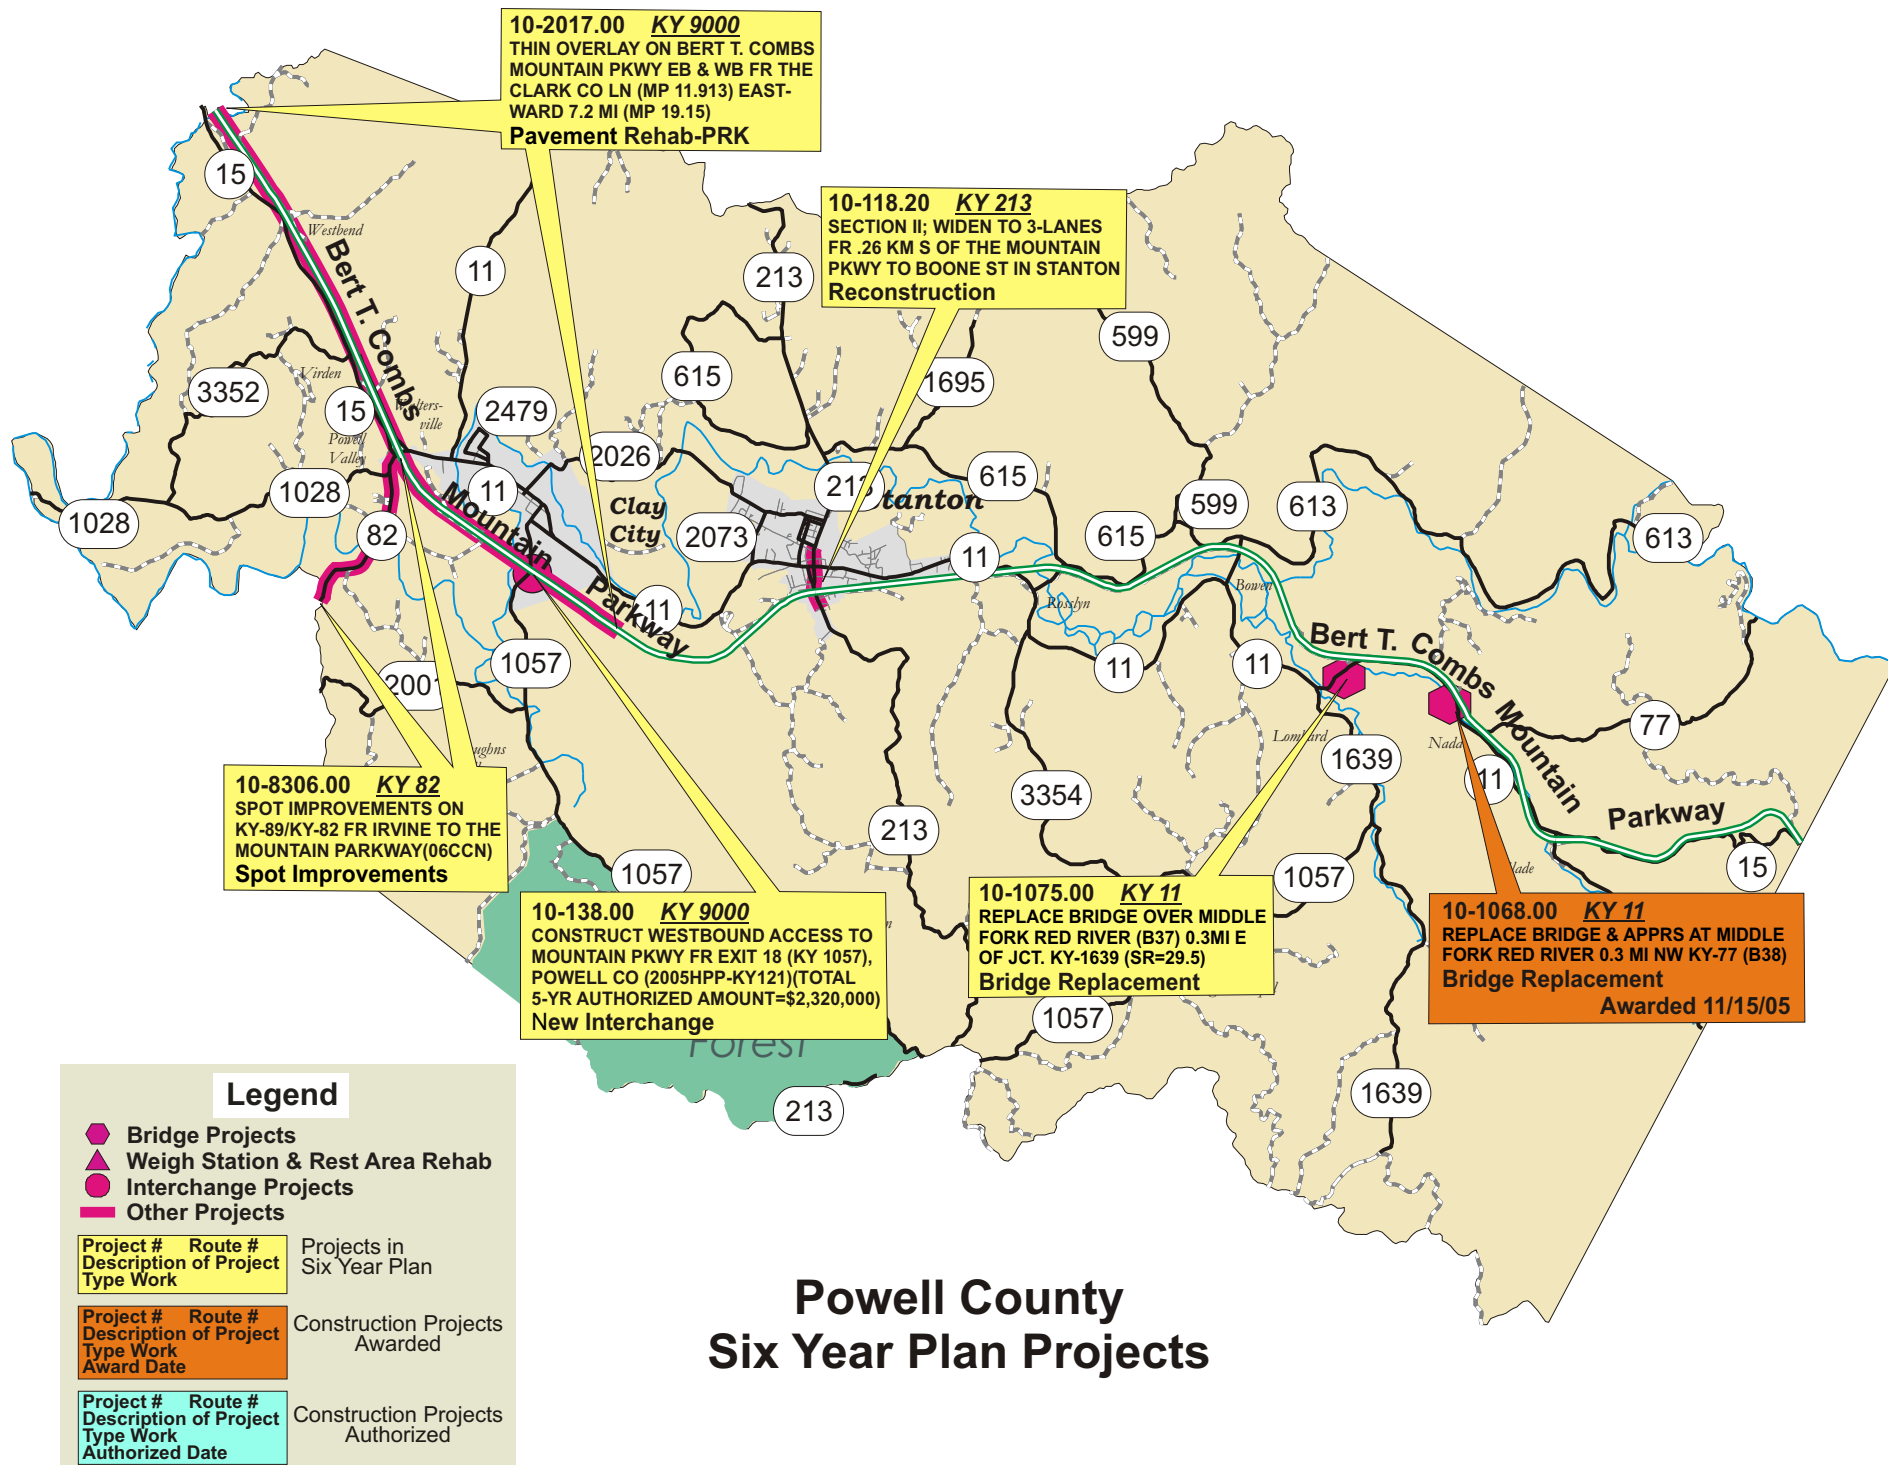 10-2017.00 KY 9000
THIN OVERLAY ON BERT T. COMBS
MOUNTAIN PKWY EB & WB FR THE
CLARK CO LN (MP 11.913) EAST-
WARD 7.2 MI (MP 19.15)
Pavement Rehab-PRK
10-118.20 KY 213
SECTION II; WIDEN TO 3-LANES
FR .26 KM S OF THE MOUNTAIN
PKWY TO BOONE ST IN STANTON
Reconstruction
15
Westbend
Bert T. Combs
11
213
599
3352
Virden
15
ville
615
1695
2479
Powell
Valley
2026
1028
1028
11
Mountain
Clay
City
213
tanton
615
599
613
613
82
2073
615
11
Parkway
11
Rosslyn
Bowen
1057
2001
11
11
Bert T. Combs Mountain
Parkway
77
Lombard
Nada
1639
11
3354
213
1057
1057
15
10-8306.00 KY 82
SPOT IMPROVEMENTS ON
KY-89/KY-82 FR IRVINE TO THE
MOUNTAIN PARKWAY(06CCN)
Spot Improvements
10-138.00 KY 9000
CONSTRUCT WESTBOUND ACCESS TO
MOUNTAIN PKWY FR EXIT 18 (KY 1057),
POWELL CO (2005HPP-KY121)(TOTAL
5-YR AUTHORIZED AMOUNT=$2,320,000)
New Interchange
10-1075.00 KY 11
REPLACE BRIDGE OVER MIDDLE
FORK RED RIVER (B37) 0.3MI E
OF JCT. KY-1639 (SR=29.5)
Bridge Replacement
10-1068.00 KY 11
REPLACE BRIDGE & APPRS AT MIDDLE
FORK RED RIVER 0.3 MI NW KY-77 (B38)
Bridge Replacement
Awarded 11/15/05
1057
Forest
213
1639
Legend
Bridge Projects
Weigh Station & Rest Area Rehab
Interchange Projects
Other Projects
Project # Route #
Description of Project
Type Work
Projects in
Six Year Plan
Project # Route #
Description of Project
Type Work
Award Date
Construction Projects
Awarded
Project # Route #
Description of Project
Type Work
Authorized Date
Construction Projects
Authorized
Powell County
Six Year Plan Projects